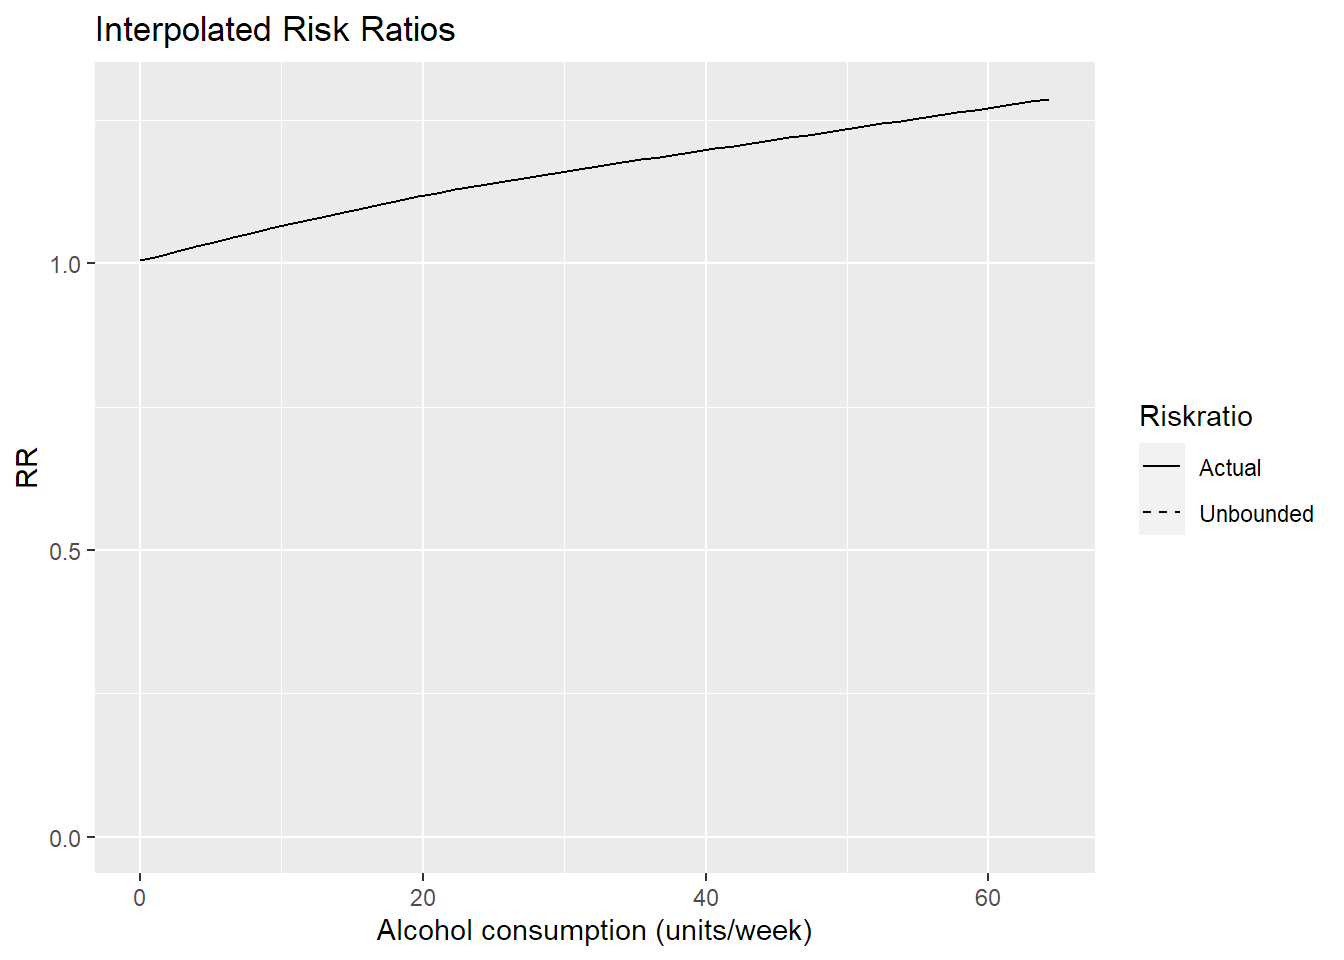 Interpolated Risk Ratios
RR
1.0
0.5
0.0
0 20 40 60
Alcohol consumption (units/week)
Riskratio
Actual
Unbounded